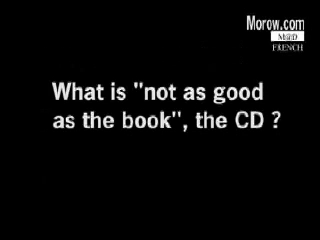 Morow.com
M@D
FRENCH
What is "not as good
as the book", the CD ?